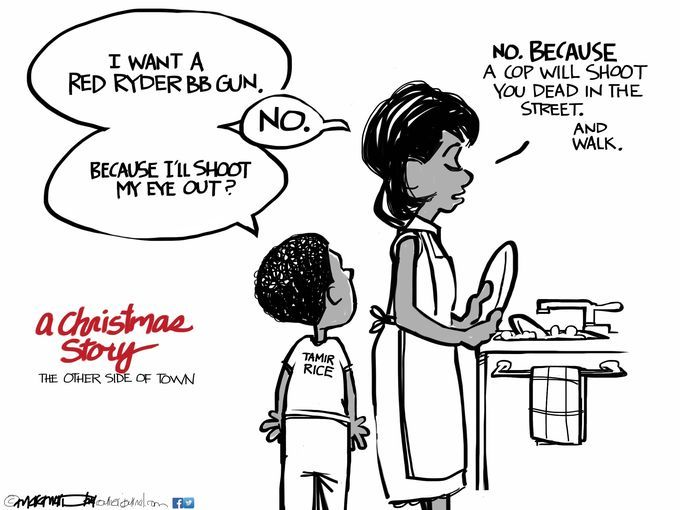 I WANT A
RED RYDER BB GUN.
NO.
BECAUSE I'LL SHOOT
MY EYE OUT?
NO. BECAUSE
A COP WILL SHOOT
YOU DEAD IN THE
STREET.
AND
WALK.
a Christmas
Story
THE OTHER SIDE OF TOWN
TAMIR
RICE